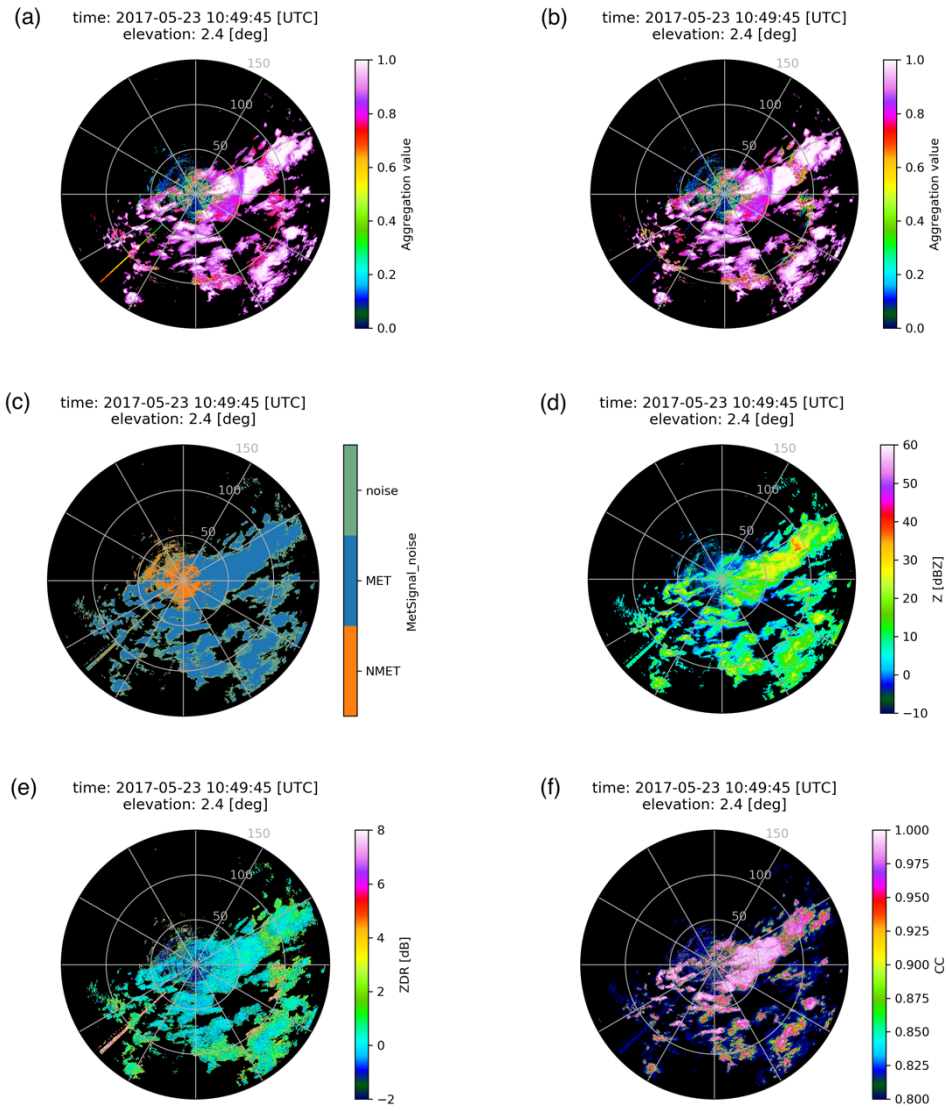 (a)
time: 2017-05-23 10:49:45 [UTC]
elevation: 2.4 [deg]
150
100
50
1.0
0.8
0.6
0.4
0.2
0.0
Aggregation value
(b)
time: 2017-05-23 10:49:45 [UTC]
elevation: 2.4 [deg]
150
100
50
1.0
0.8
0.6
0.4
0.2
0.0
Aggregation value
(c)
time: 2017-05-23 10:49:45 [UTC]
elevation: 2.4 [deg]
150
100
50
noise
MET
NMET
MetSignal_noise
(d)
time: 2017-05-23 10:49:45 [UTC]
elevation: 2.4 [deg]
150
100
50
60
50
40
30
20
10
0
−10
Z [dBZ]
(e)
time: 2017-05-23 10:49:45 [UTC]
elevation: 2.4 [deg]
150
100
50
8
6
4
2
0
−2
ZDR [dB]
(f)
time: 2017-05-23 10:49:45 [UTC]
elevation: 2.4 [deg]
150
100
50
1.000
0.975
0.950
0.925
0.900
0.875
0.850
0.825
0.800
CC